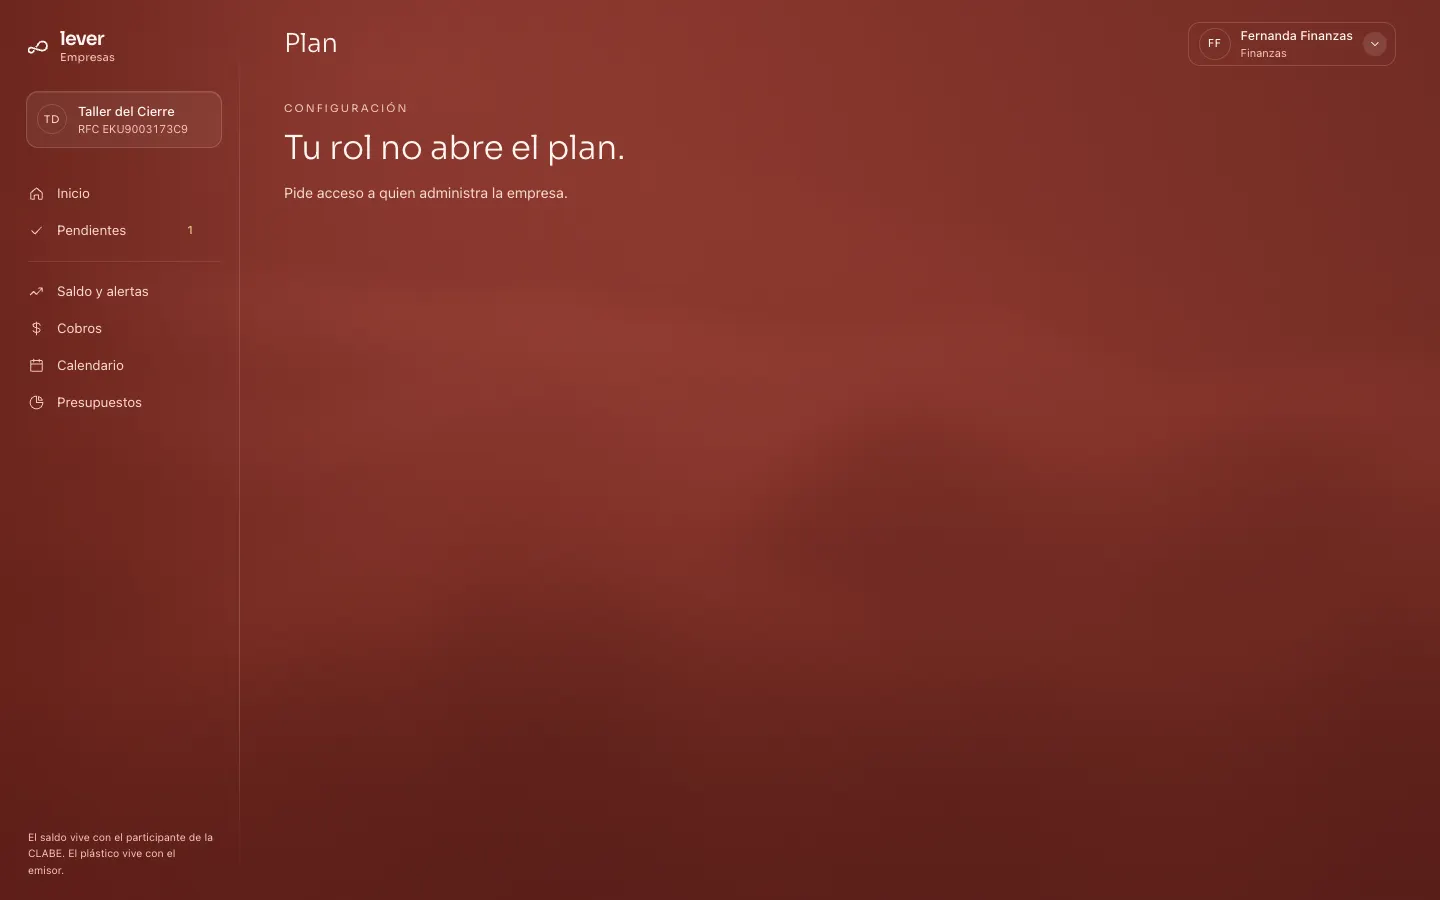 lever
Empresas
TD
Taller del Cierre
RFC EKU9003173C9
Inicio
Pendientes 1
Saldo y alertas
Cobros
Calendario
Presupuestos
El saldo vive con el participante de la
CLABE. El plástico vive con el
emisor.
Plan
FF
Fernanda Finanzas
Finanzas
CONFIGURACIÓN
Tu rol no abre el plan.
Pide acceso a quien administra la empresa.